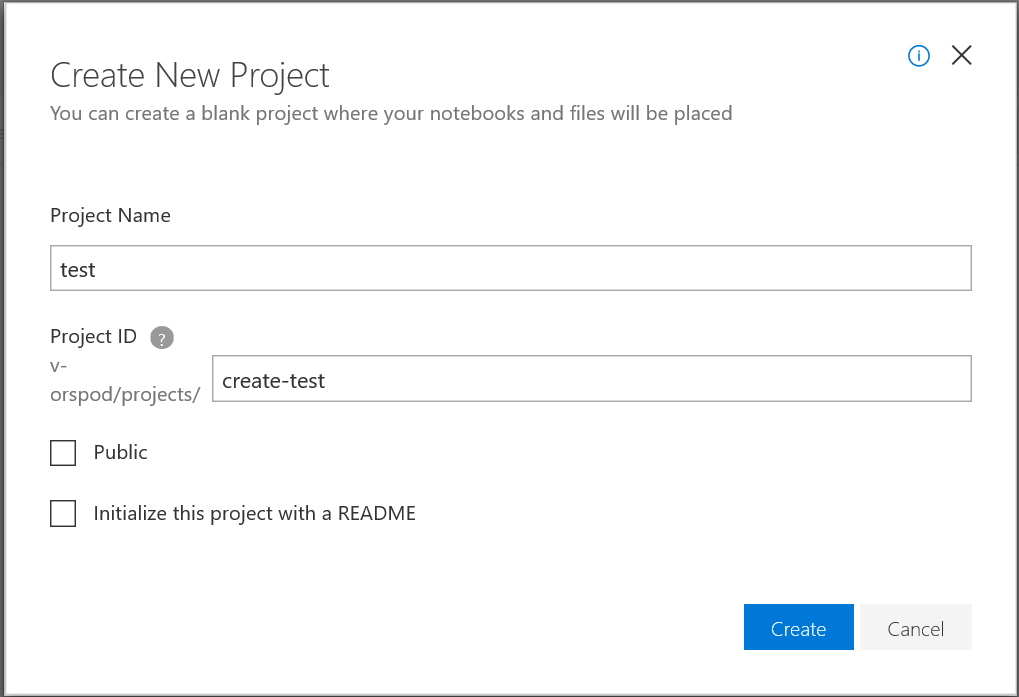 Create New Project
You can create a blank project where your notebooks and files will be placed
Project Name
test
Project ID ?
v-
orspod/projects/
create-test
Public
Initialize this project with a README
Create
Cancel